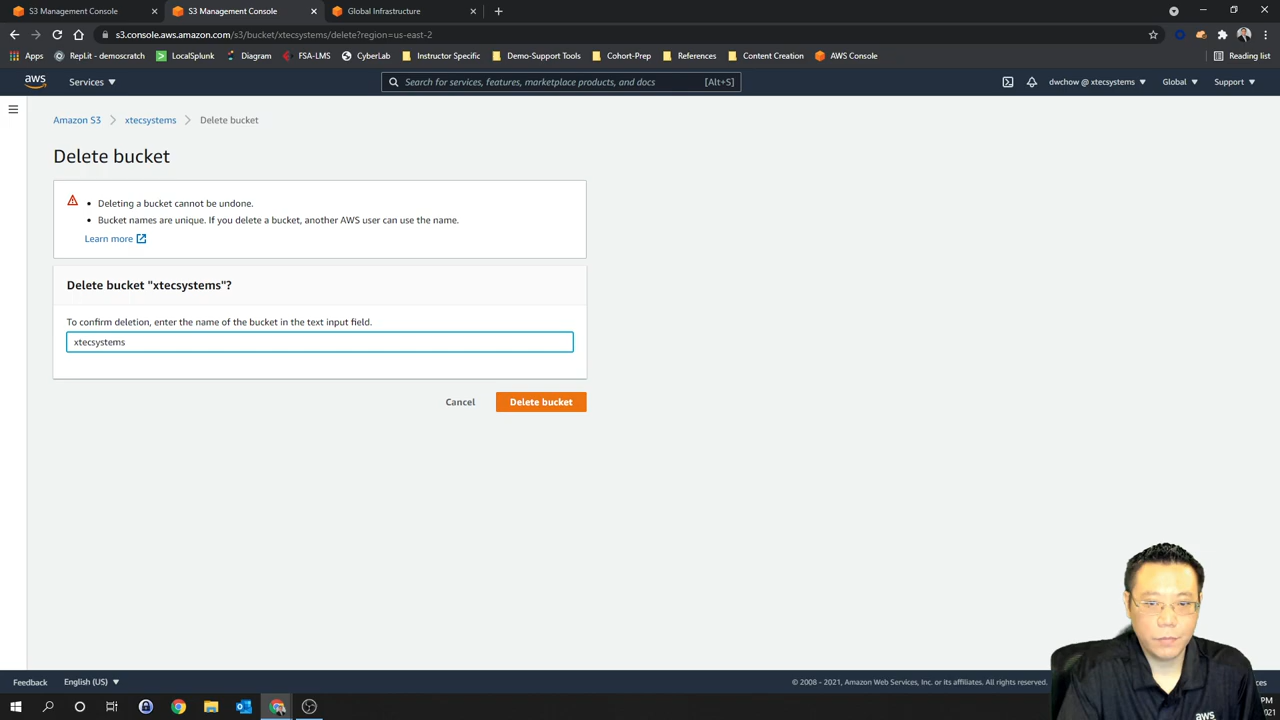 S3 Management Console
S3 Management Console
Global Infrastructure
s3.console.aws.amazon.com/s3/bucket/xtecsystems/delete?region=us-east-2
Apps
ReplIt - demoscratch
LocalSplunk
Diagram
FSA-LMS
CyberLab
Instructor Specific
Demo-Support Tools
Cohort-Prep
References
Content Creation
AWS Console
Reading list
aws
Services
Search for services, features, marketplace products, and docs
[Alt+S]
dwchow @ xtecsystems
Global
Support
Amazon S3
xtecsystems
Delete bucket
Delete bucket
Deleting a bucket cannot be undone.
Bucket names are unique. If you delete a bucket, another AWS user can use the name.
Learn more
Delete bucket "xtecsystems"?
To confirm deletion, enter the name of the bucket in the text input field.
xtecsystems
Cancel
Delete bucket
Feedback
English (US)
© 2008 - 2021, Amazon Web Services, Inc. or its affiliates. All rights reserved.
PM
2021
aws